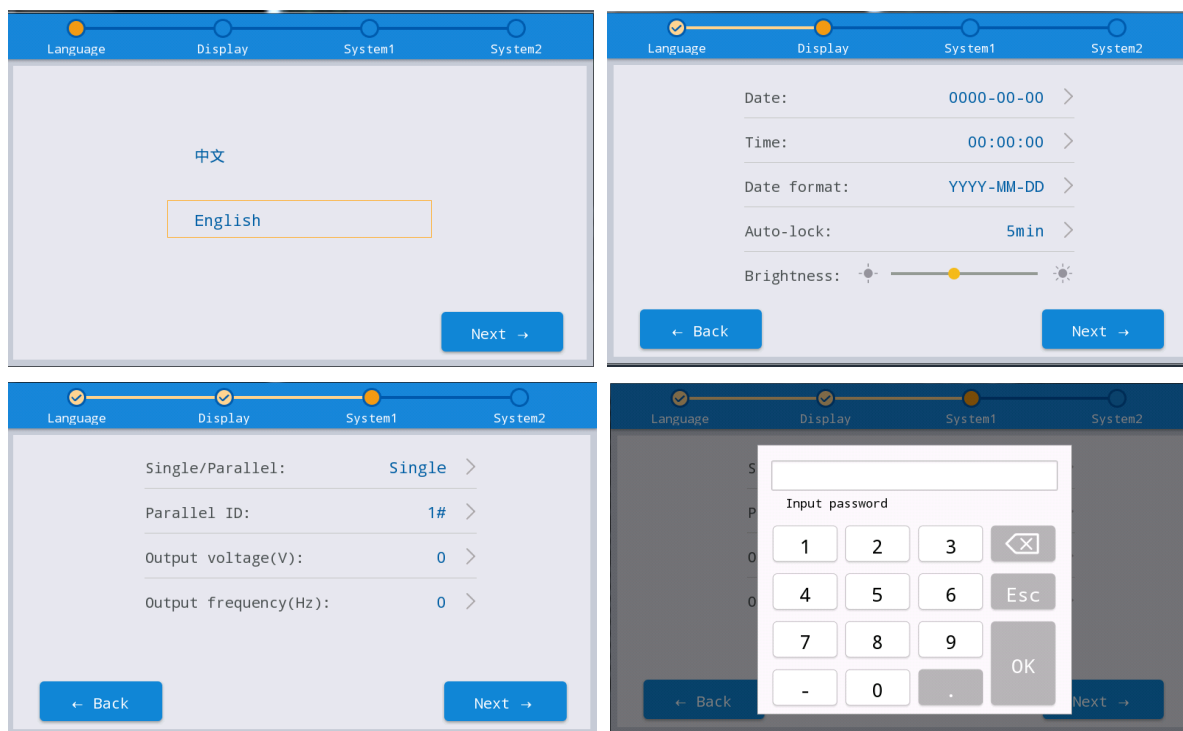 Language Display System1 System2
中文
English
Next →
Language Display System1 System2
Date: 0000-00-00
Time: 00:00:00
Date format: YYYY-MM-DD
Auto-lock: 5min
Brightness:
← Back Next →
Language Display System1 System2
Single/Parallel: Single
Parallel ID: 1#
Output voltage(V): 0
Output frequency(Hz): 0
← Back Next →
Language Display System1 System2
S
P
O
O
Input password
1 2 3
4 5 6 Esc
7 8 9
OK
- 0 .
← Back Next →